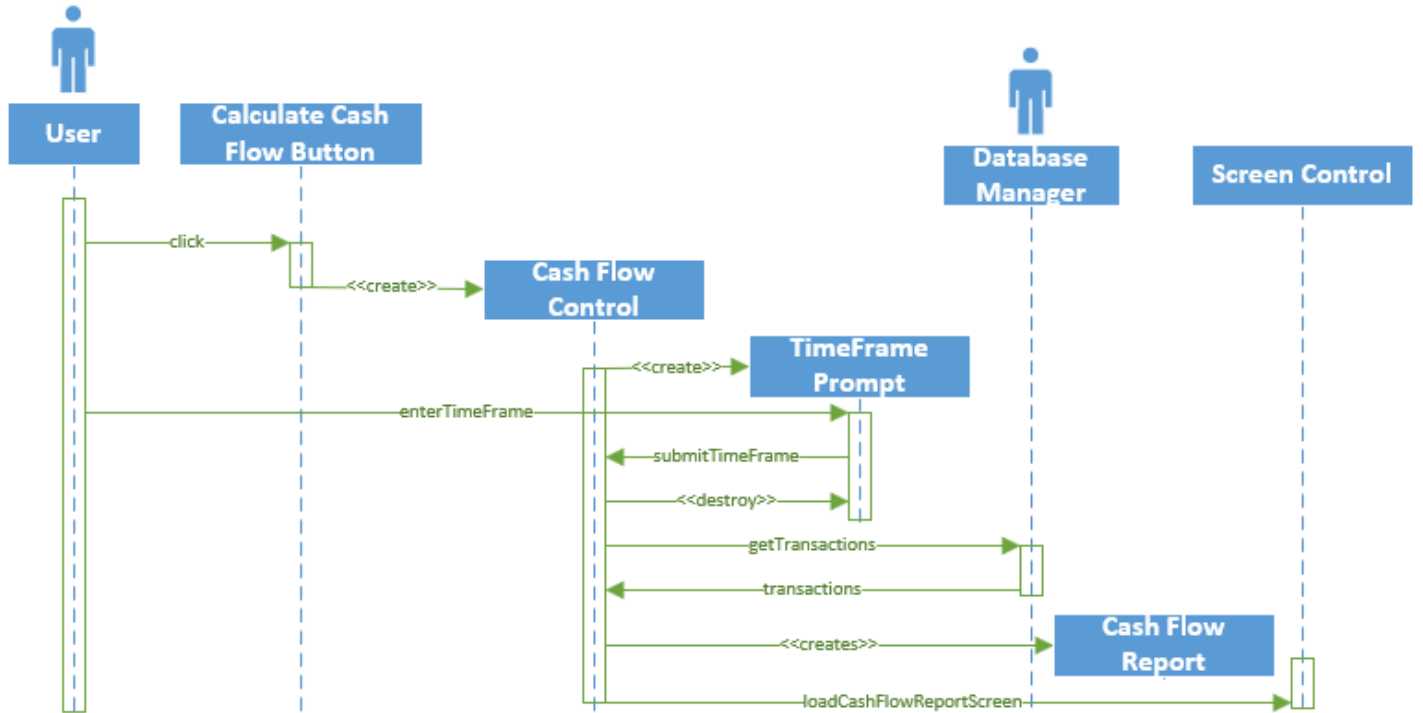 User
Calculate Cash
Flow Button
Database
Manager
Screen Control
click
<<create>>
Cash Flow
Control
<<create>>
TimeFrame
Prompt
enterTimeFrame
submitTimeFrame
<<destroy>>
getTransactions
transactions
<<creates>>
Cash Flow
Report
loadCashFlowReportScreen